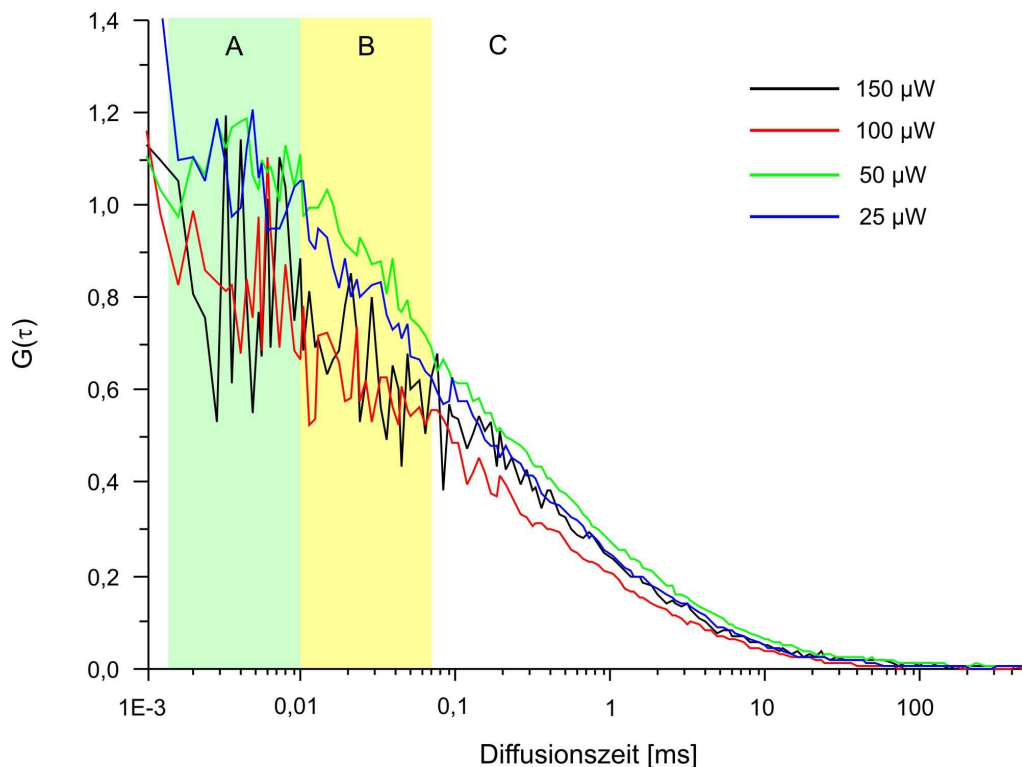 1,4
1,2
1,0
0,8
0,6
0,4
0,2
0,0
G(τ)
A B C
150 µW
100 µW
50 µW
25 µW
1E-3 0,01 0,1 1 10 100
Diffusionszeit [ms]